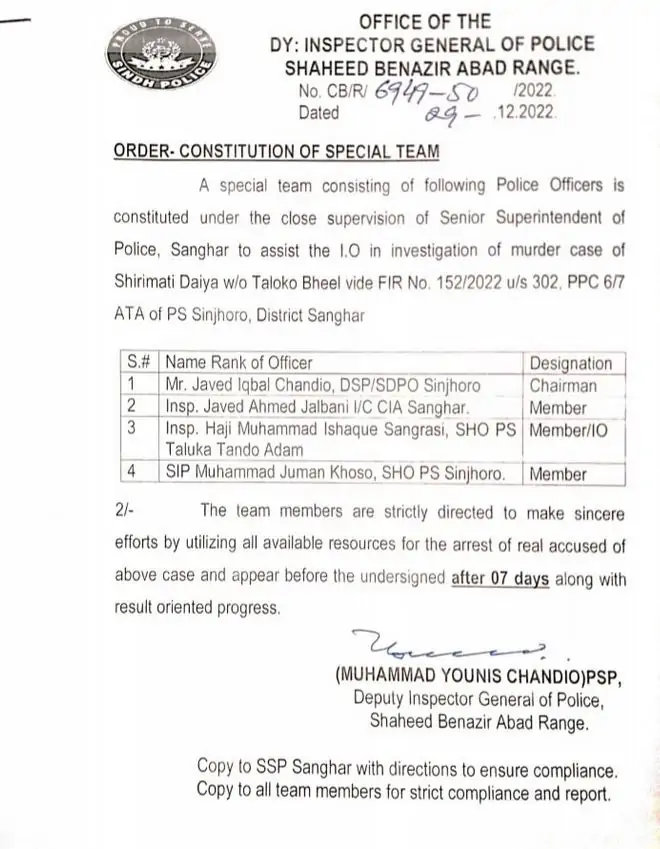 PROUD TO SERVE
SINDH POLICE
OFFICE OF THE
DY: INSPECTOR GENERAL OF POLICE
SHAHEED BENAZIR ABAD RANGE.
No. CB/R/ 6949-50 /2022.
Dated 29- .12.2022.
ORDER- CONSTITUTION OF SPECIAL TEAM
A special team consisting of following Police Officers is
constituted under the close supervision of Senior Superintendent of
Police, Sanghar to assist the I.O in investigation of murder case of
Shirimati Daiya w/o Taloko Bheel vide FIR No. 152/2022 u/s 302, PPC 6/7
ATA of PS Sinjhoro, District Sanghar
S.# Name Rank of Officer Designation
1 Mr. Javed Iqbal Chandio, DSP/SDPO Sinjhoro Chairman
2 Insp. Javed Ahmed Jalbani I/C CIA Sanghar. Member
3 Insp. Haji Muhammad Ishaque Sangrasi, SHO PS Member/IO
Taluka Tando Adam
4 SIP Muhammad Juman Khoso, SHO PS Sinjhoro. Member
2/- The team members are strictly directed to make sincere
efforts by utilizing all available resources for the arrest of real accused of
above case and appear before the undersigned after 07 days along with
result oriented progress.
(MUHAMMAD YOUNIS CHANDIO)PSP,
Deputy Inspector General of Police,
Shaheed Benazir Abad Range.
Copy to SSP Sanghar with directions to ensure compliance.
Copy to all team members for strict compliance and report.